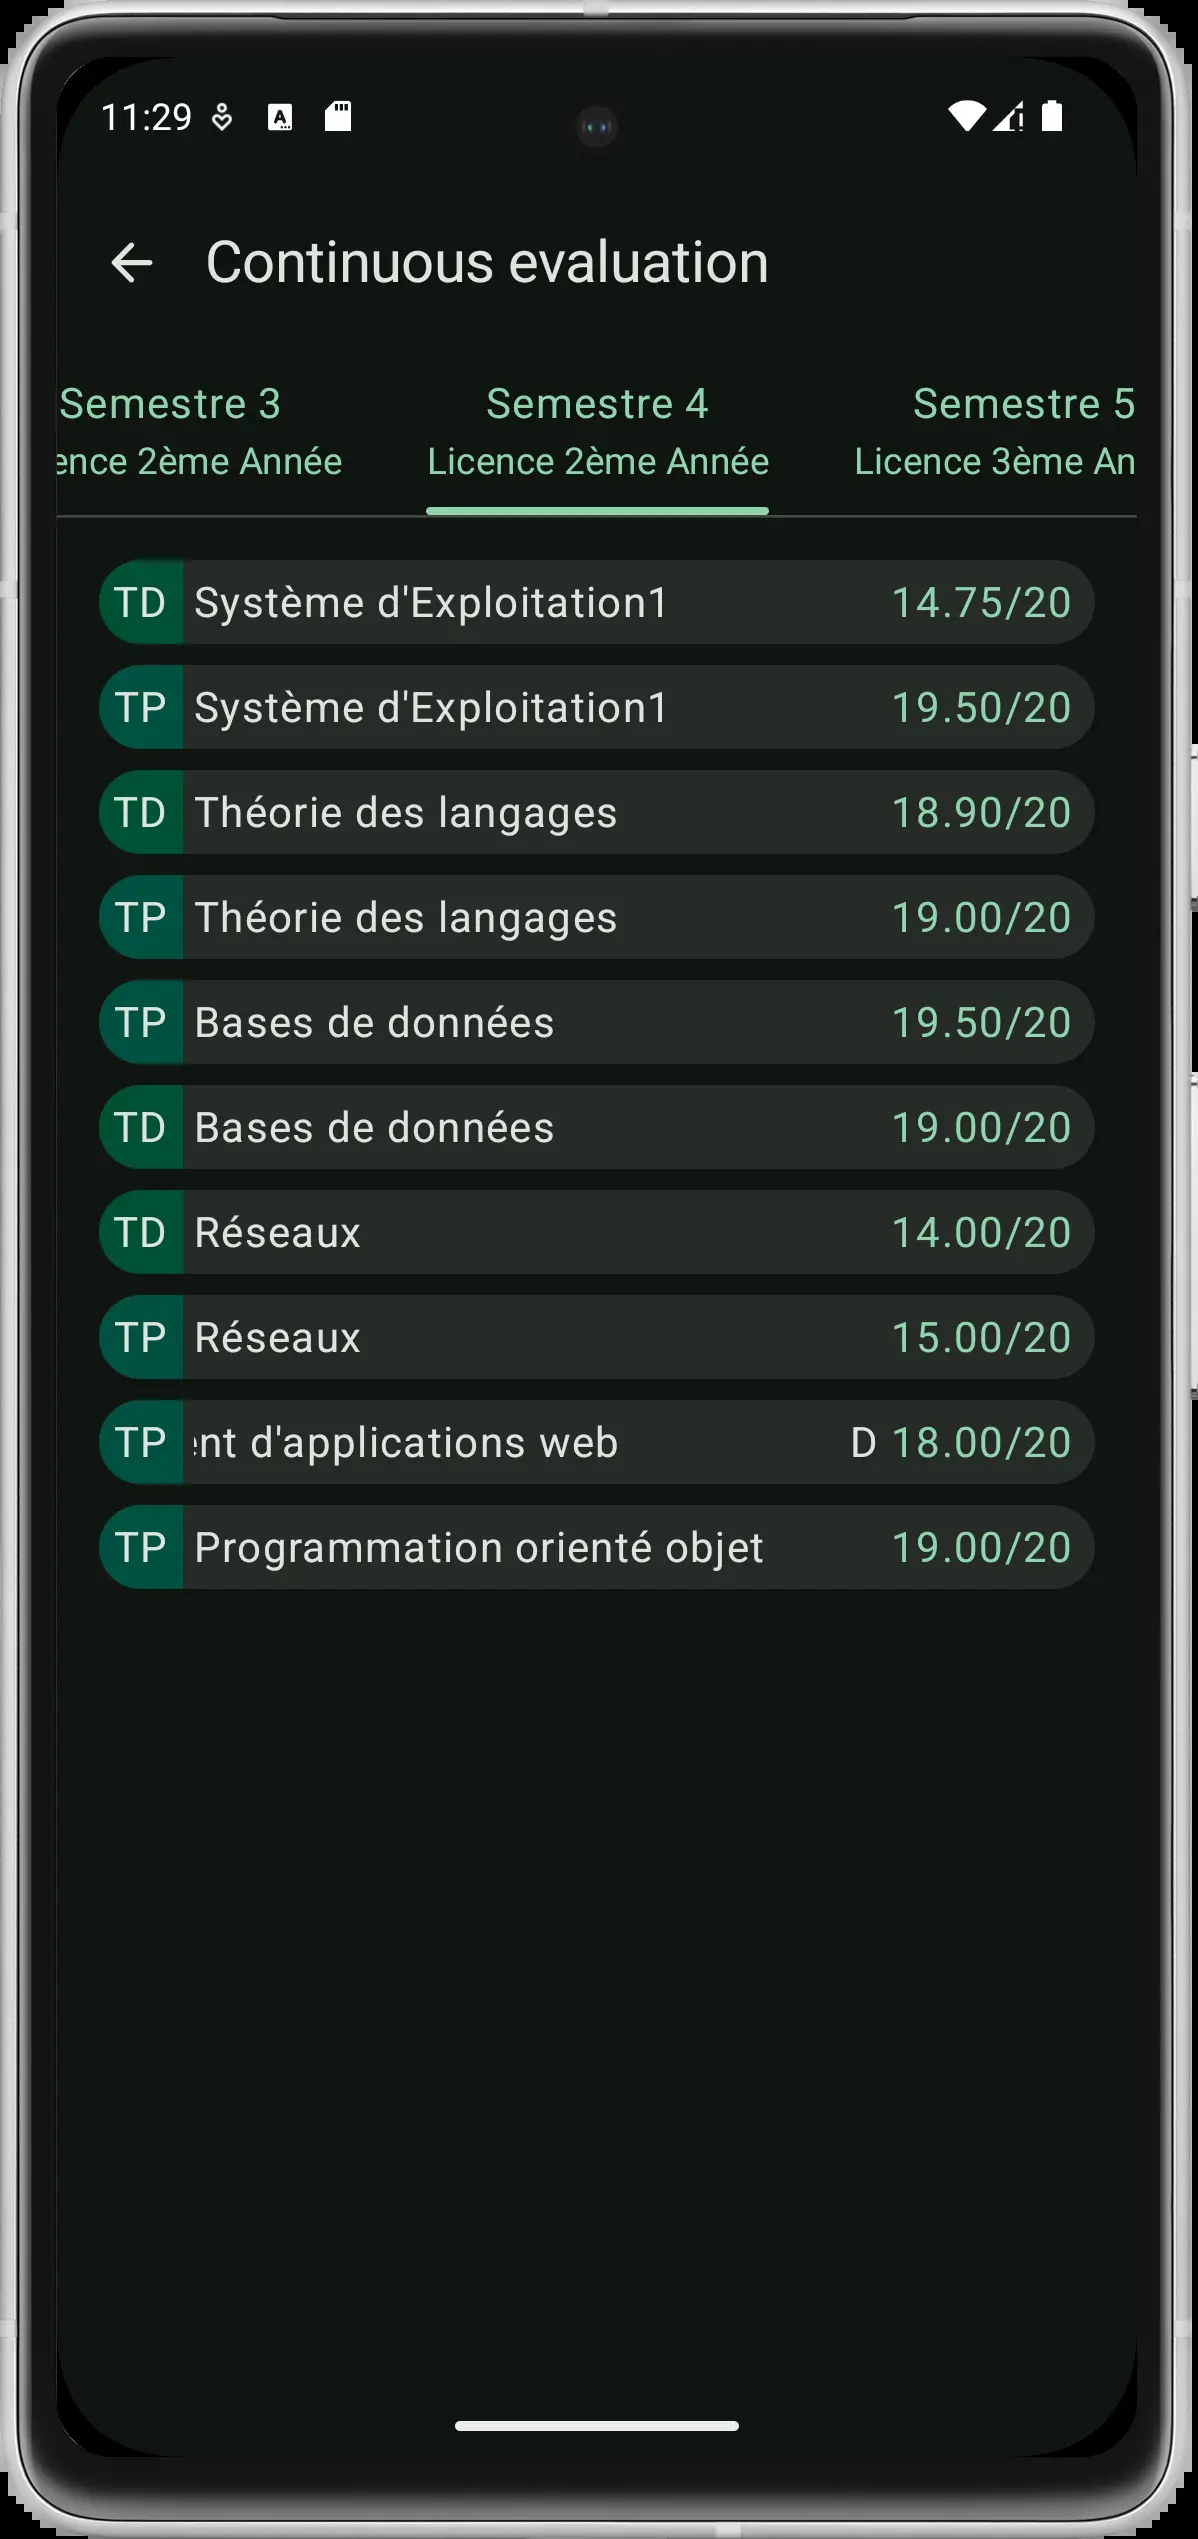 11:29
Continuous evaluation
Semestre 3 Semestre 4 Semestre 5
ence 2ème Année Licence 2ème Année Licence 3ème An
TD Système d'Exploitation1 14.75/20
TP Système d'Exploitation1 19.50/20
TD Théorie des langages 18.90/20
TP Théorie des langages 19.00/20
TP Bases de données 19.50/20
TD Bases de données 19.00/20
TD Réseaux 14.00/20
TP Réseaux 15.00/20
TP ent d'applications web D 18.00/20
TP Programmation orienté objet 19.00/20